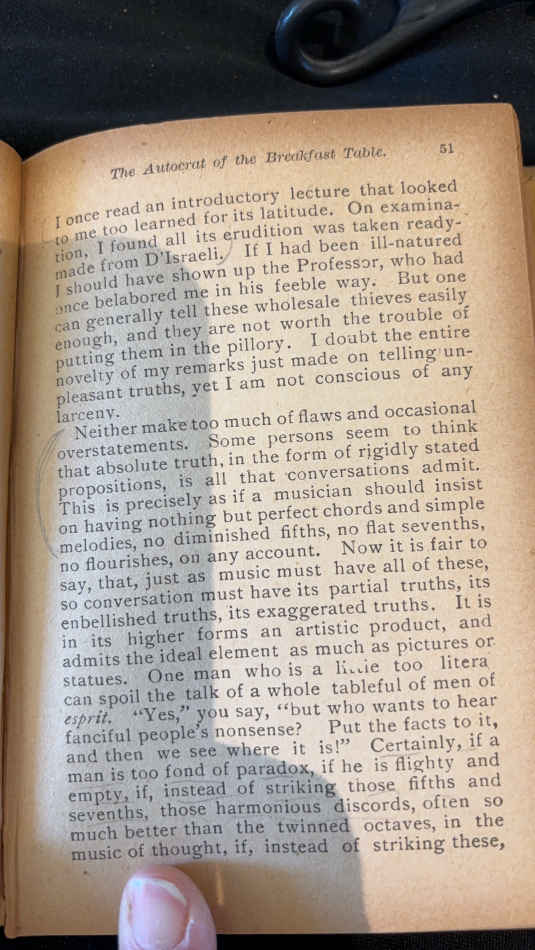 The Autocrat of the Breakfast Table. 51
I once read an introductory lecture that looked
to me too learned for its latitude. On examina-
tion, I found all its erudition was taken ready-
made from D'Israeli. If I had been ill-natured
I should have shown up the Professor, who had
once belabored me in his feeble way. But one
can generally tell these wholesale thieves easily
enough, and they are not worth the trouble of
putting them in the pillory. I doubt the entire
novelty of my remarks just made on telling un-
pleasant truths, yet I am not conscious of any
larceny.
Neither make too much of flaws and occasional
overstatements. Some persons seem to think
that absolute truth, in the form of rigidly stated
propositions, is all that conversations admit.
This is precisely as if a musician should insist
on having nothing but perfect chords and simple
melodies, no diminished fifths, no flat sevenths,
no flourishes, on any account. Now it is fair to
say, that, just as music must have all of these,
so conversation must have its partial truths, its
enbellished truths, its exaggerated truths. It is
in its higher forms an artistic product, and
admits the ideal element as much as pictures or
statues. One man who is a little too litera
can spoil the talk of a whole tableful of men of
esprit. "Yes," you say, "but who wants to hear
fanciful people's nonsense? Put the facts to it,
and then we see where it is!" Certainly, if a
man is too fond of paradox, if he is flighty and
empty, if, instead of striking those fifths and
sevenths, those harmonious discords, often so
much better than the twinned octaves, in the
music of thought, if, instead of striking these,